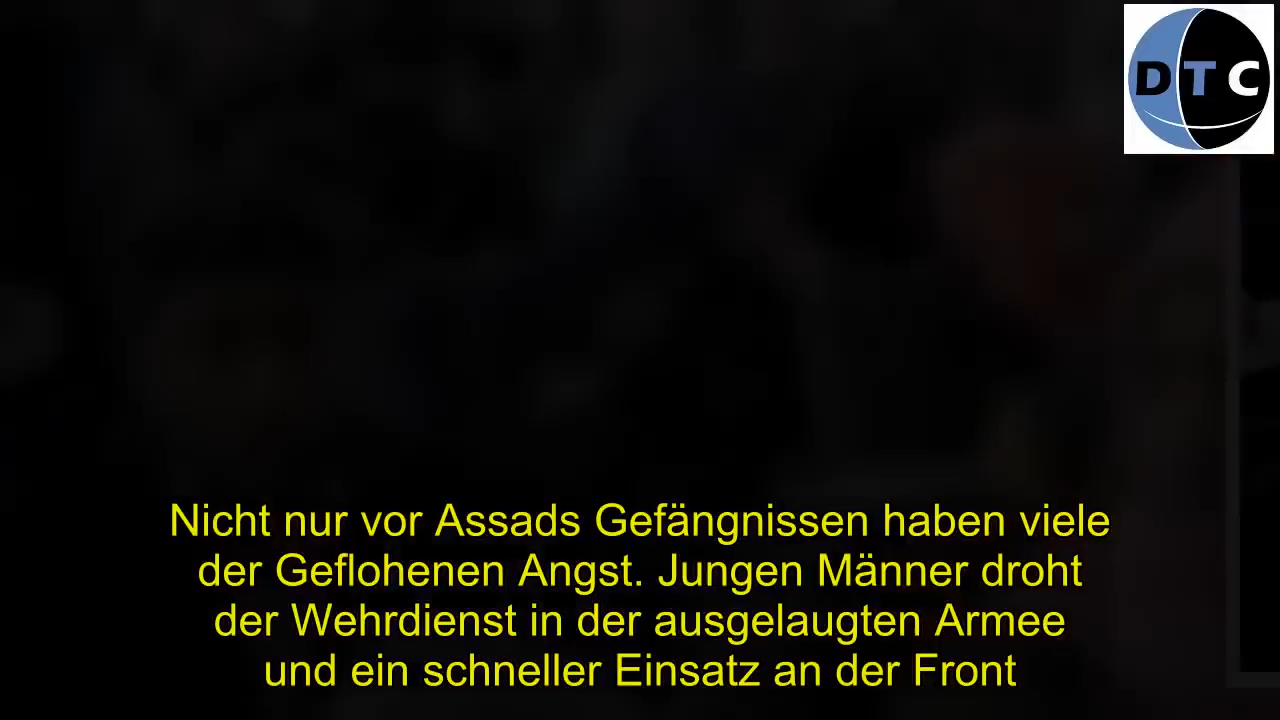 DTC
Nicht nur vor Assads Gefängnissen haben viele
der Geflohenen Angst. Jungen Männer droht
der Wehrdienst in der ausgelaugten Armee
und ein schneller Einsatz an der Front